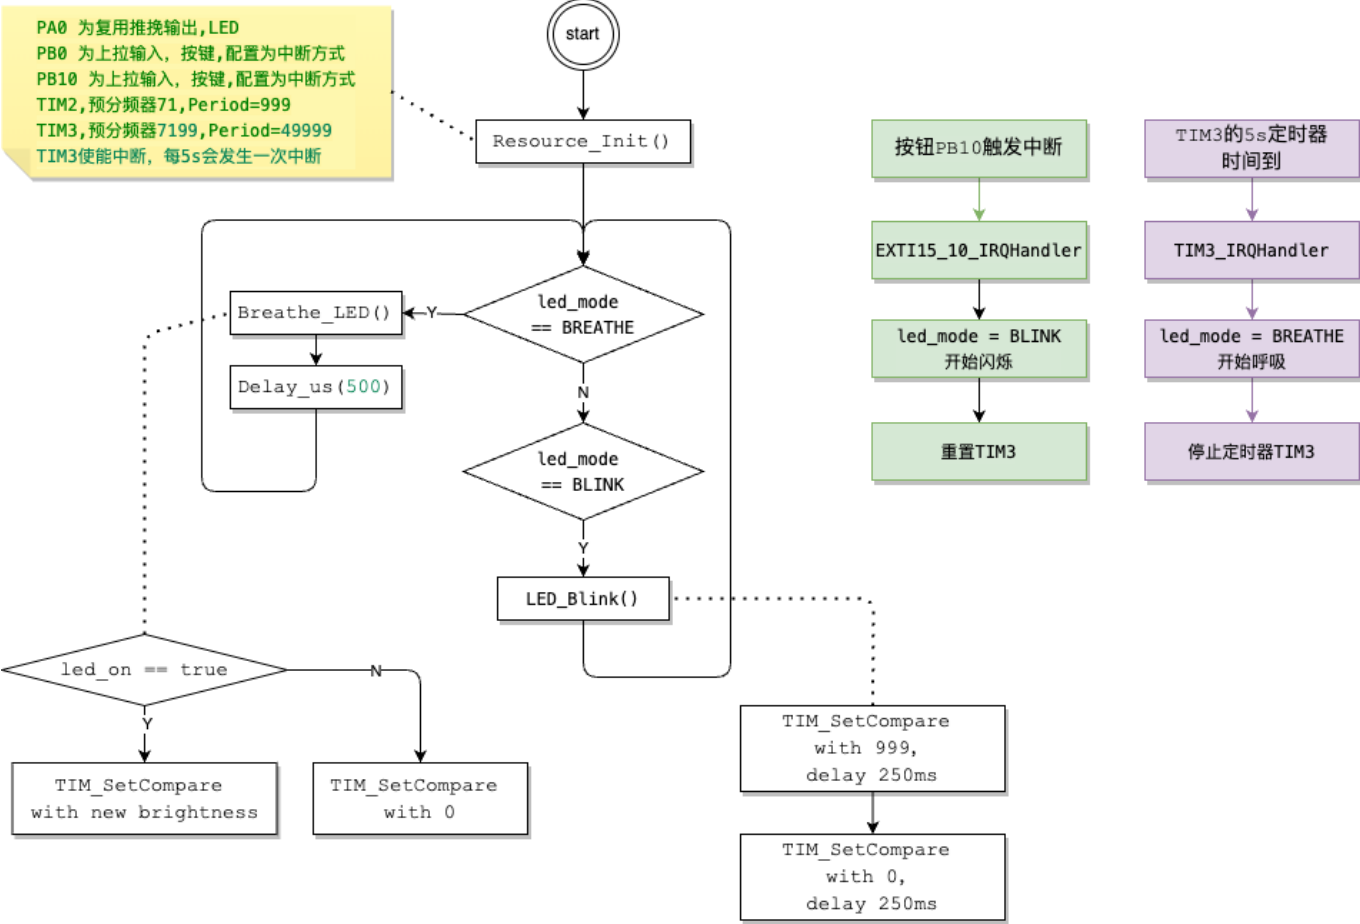 PA0 为复用推挽输出,LED
PB0 为上拉输入，按键,配置为中断方式
PB10 为上拉输入，按键,配置为中断方式
TIM2,预分频器71,Period=999
TIM3,预分频器7199,Period=49999
TIM3使能中断，每5s会发生一次中断
start
Resource_Init()
led_mode
== BREATHE
Y
Breathe_LED()
Delay_us(500)
N
led_mode
== BLINK
Y
LED_Blink()
led_on == true
N
Y
TIM_SetCompare
with new brightness
TIM_SetCompare
with 0
TIM_SetCompare
with 999,
delay 250ms
TIM_SetCompare
with 0,
delay 250ms
按钮PB10触发中断
EXTI15_10_IRQHandler
led_mode = BLINK
开始闪烁
重置TIM3
TIM3的5s定时器
时间到
TIM3_IRQHandler
led_mode = BREATHE
开始呼吸
停止定时器TIM3